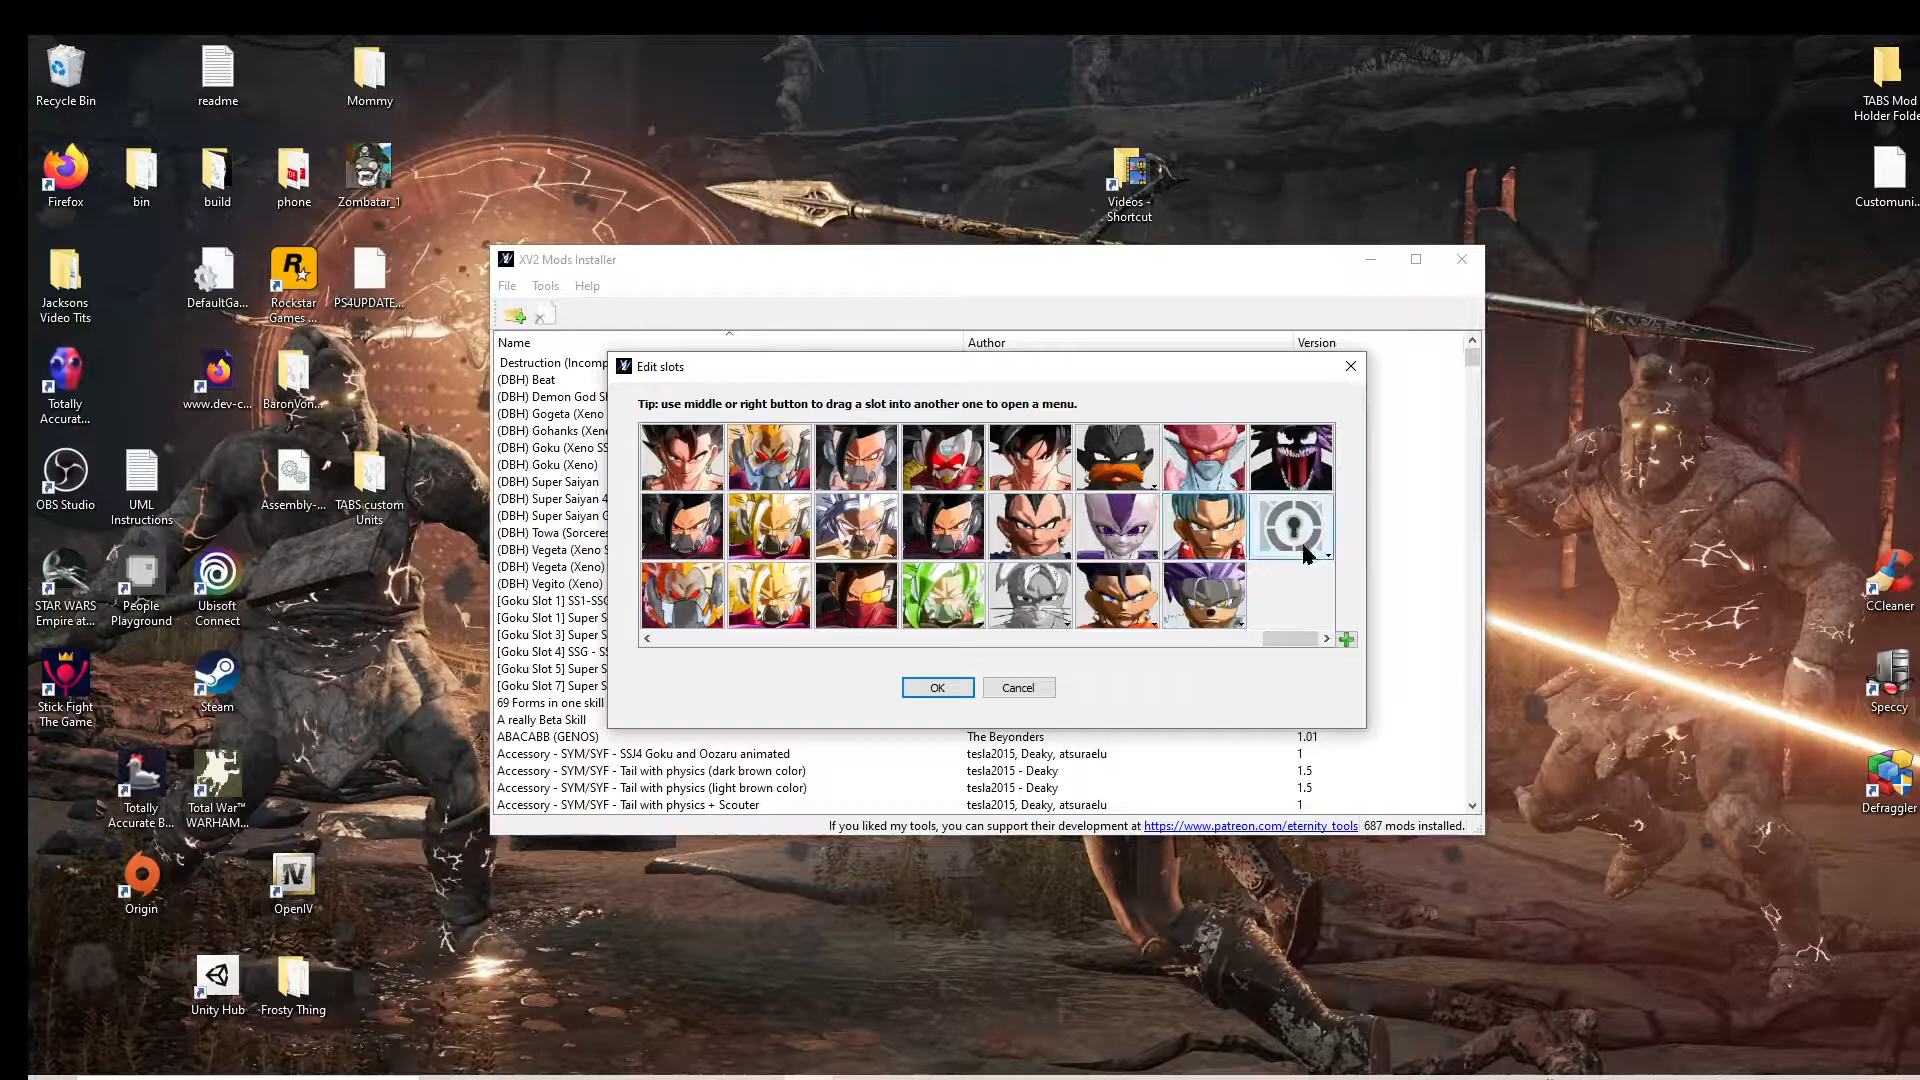 Recycle Bin
readme
Mommy
TABS Mod
Holder Folde
Firefox
bin
build
phone
Zombatar_1
Videos -
Shortcut
Customuni...
Jacksons
Video Tits
DefaultGa...
Rockstar
Games ...
PS4UPDATE...
Totally
Accurat...
www.dev-c...
BaronVon...
OBS Studio
UML
Instructions
Assembly-...
TABS custom
Units
STAR WARS
Empire at...
People
Playground
Ubisoft
Connect
CCleaner
Stick Fight
The Game
Steam
Speccy
Totally
Accurate B...
Total War™
WARHAM...
Defraggler
Origin
OpenIV
Unity Hub
Frosty Thing
XV2 Mods Installer
File Tools Help
Name Author Version
Destruction (Incomp
(DBH) Beat
(DBH) Demon God S
(DBH) Gogeta (Xeno
(DBH) Gohanks (Xeno
(DBH) Goku (Xeno SS
(DBH) Goku (Xeno)
(DBH) Super Saiyan
(DBH) Super Saiyan 4
(DBH) Super Saiyan G
(DBH) Towa (Sorceres
(DBH) Vegeta (Xeno S
(DBH) Vegeta (Xeno)
(DBH) Vegito (Xeno)
[Goku Slot 1] SS1-SSG
[Goku Slot 1] Super S
[Goku Slot 3] Super S
[Goku Slot 4] SSG - SS
[Goku Slot 5] Super S
[Goku Slot 7] Super S
69 Forms in one skill
A really Beta Skill
ABACABB (GENOS) The Beyonders 1.01
Accessory - SYM/SYF - SSJ4 Goku and Oozaru animated tesla2015, Deaky, atsuraelu 1
Accessory - SYM/SYF - Tail with physics (dark brown color) tesla2015 - Deaky 1.5
Accessory - SYM/SYF - Tail with physics (light brown color) tesla2015 - Deaky 1.5
Accessory - SYM/SYF - Tail with physics + Scouter tesla2015, Deaky, atsuraelu 1
If you liked my tools, you can support their development at https://www.patreon.com/eternity_tools 687 mods installed.
Edit slots
Tip: use middle or right button to drag a slot into another one to open a menu.
OK Cancel